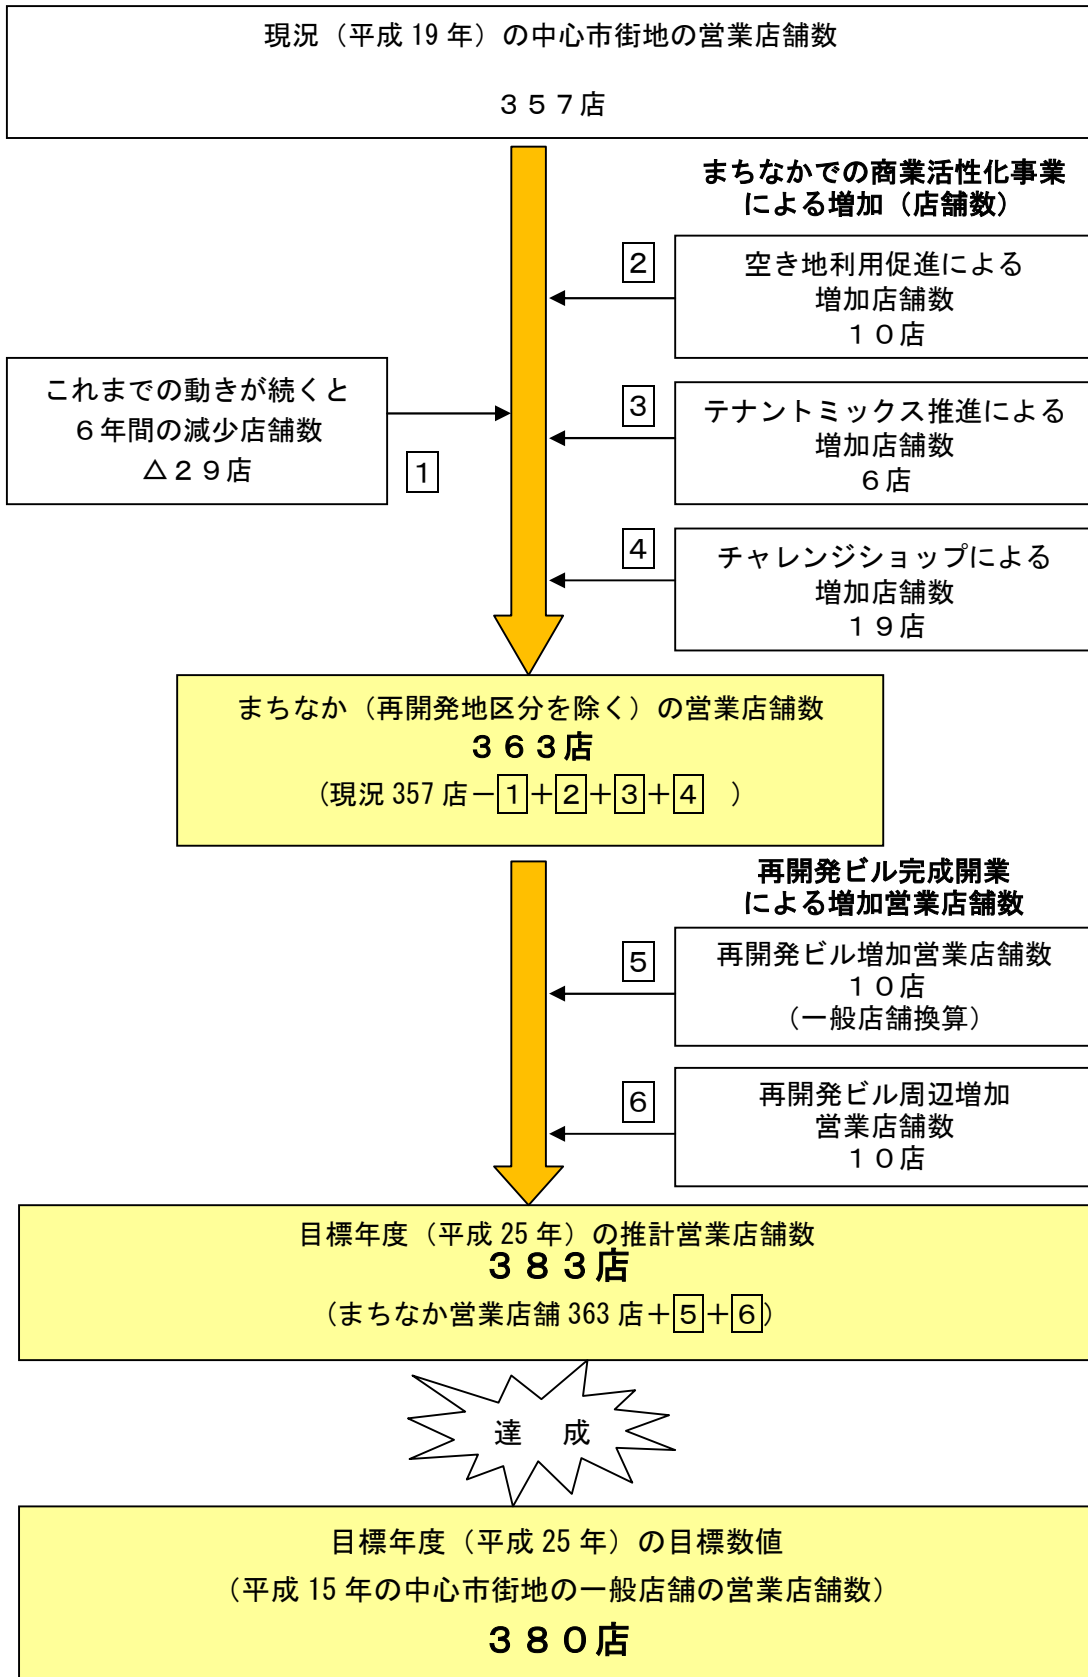 現況（平成 19 年）の中心市街地の営業店舗数
３５７店
まちなかでの商業活性化事業
による増加（店舗数）
2
空き地利用促進による
増加店舗数
１０店
これまでの動きが続くと
６年間の減少店舗数
△２９店
1
3
テナントミックス推進による
増加店舗数
６店
4
チャレンジショップによる
増加店舗数
１９店
まちなか（再開発地区分を除く）の営業店舗数
３６３店
（現況 357 店－1＋2＋3＋4　）
再開発ビル完成開業
による増加営業店舗数
5
再開発ビル増加営業店舗数
１０店
（一般店舗換算）
6
再開発ビル周辺増加
営業店舗数
１０店
目標年度（平成 25 年）の推計営業店舗数
３８３店
（まちなか営業店舗 363 店＋5＋6）
達　成
目標年度（平成 25 年）の目標数値
（平成 15 年の中心市街地の一般店舗の営業店舗数）
３８０店